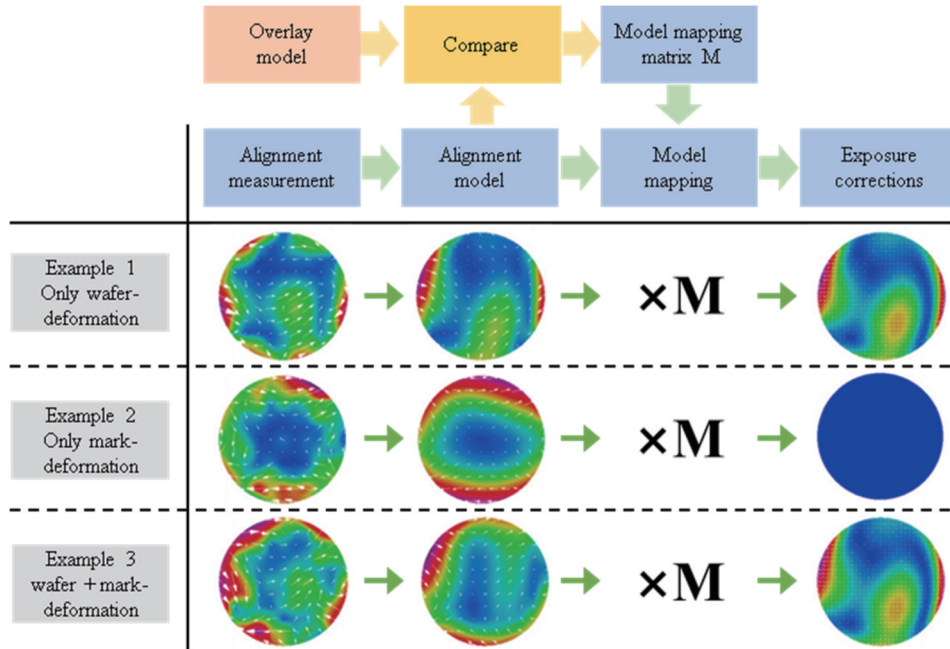 Overlay
model
Compare
Model mapping
matrix M
Alignment
measurement
Alignment
model
Model
mapping
Exposure
corrections
Example 1
Only wafer-
deformation
×M
Example 2
Only mark-
deformation
×M
Example 3
wafer + mark-
deformation
×M